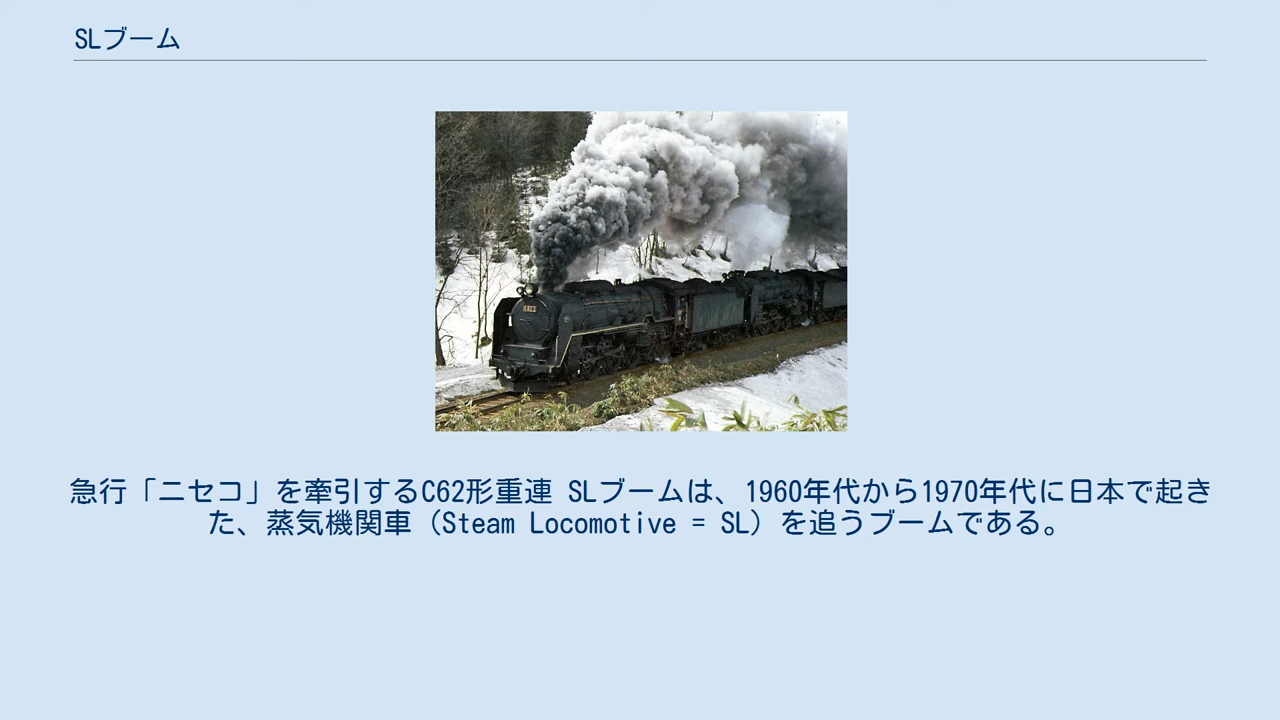 SLブーム
急行「ニセコ」を牽引するC62形重連 SLブームは、1960年代から1970年代に日本で起き
た、蒸気機関車（Steam Locomotive = SL）を追うブームである。